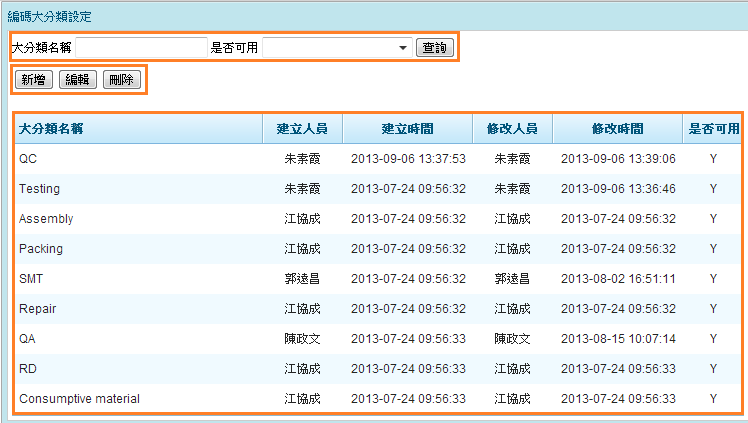 編碼大分類設定
大分類名稱 是否可用 查詢
新增 編輯 刪除
大分類名稱 建立人員 建立時間 修改人員 修改時間 是否可用
QC 朱素霞 2013-09-06 13:37:53 朱素霞 2013-09-06 13:39:06 Y
Testing 朱素霞 2013-07-24 09:56:32 朱素霞 2013-09-06 13:36:46 Y
Assembly 江協成 2013-07-24 09:56:32 江協成 2013-07-24 09:56:32 Y
Packing 江協成 2013-07-24 09:56:32 江協成 2013-07-24 09:56:32 Y
SMT 郭遠昌 2013-07-24 09:56:32 郭遠昌 2013-08-02 16:51:11 Y
Repair 江協成 2013-07-24 09:56:32 江協成 2013-07-24 09:56:32 Y
QA 陳政文 2013-07-24 09:56:33 陳政文 2013-08-15 10:07:14 Y
RD 江協成 2013-07-24 09:56:33 江協成 2013-07-24 09:56:33 Y
Consumptive material 江協成 2013-07-24 09:56:33 江協成 2013-07-24 09:56:33 Y